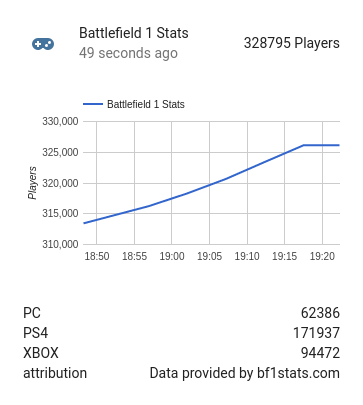 Battlefield 1 Stats
49 seconds ago
328795 Players
Battlefield 1 Stats
330,000
325,000
320,000
315,000
310,000
Players
18:50 18:55 19:00 19:05 19:10 19:15 19:20
PC 62386
PS4 171937
XBOX 94472
attribution Data provided by bf1stats.com